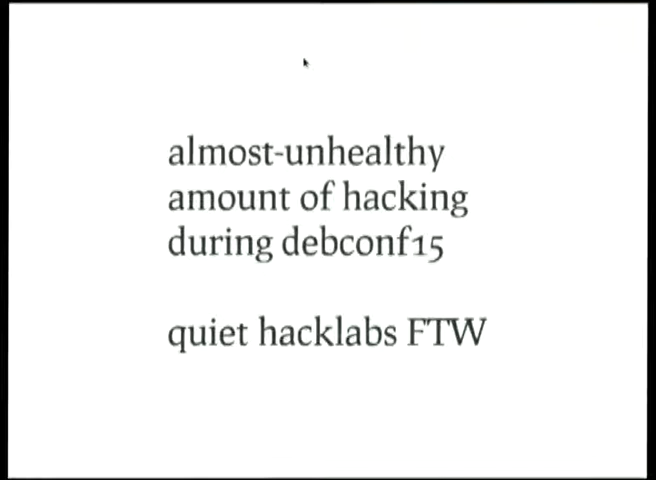 almost-unhealthy
amount of hacking
during debconf15
quiet hacklabs FTW